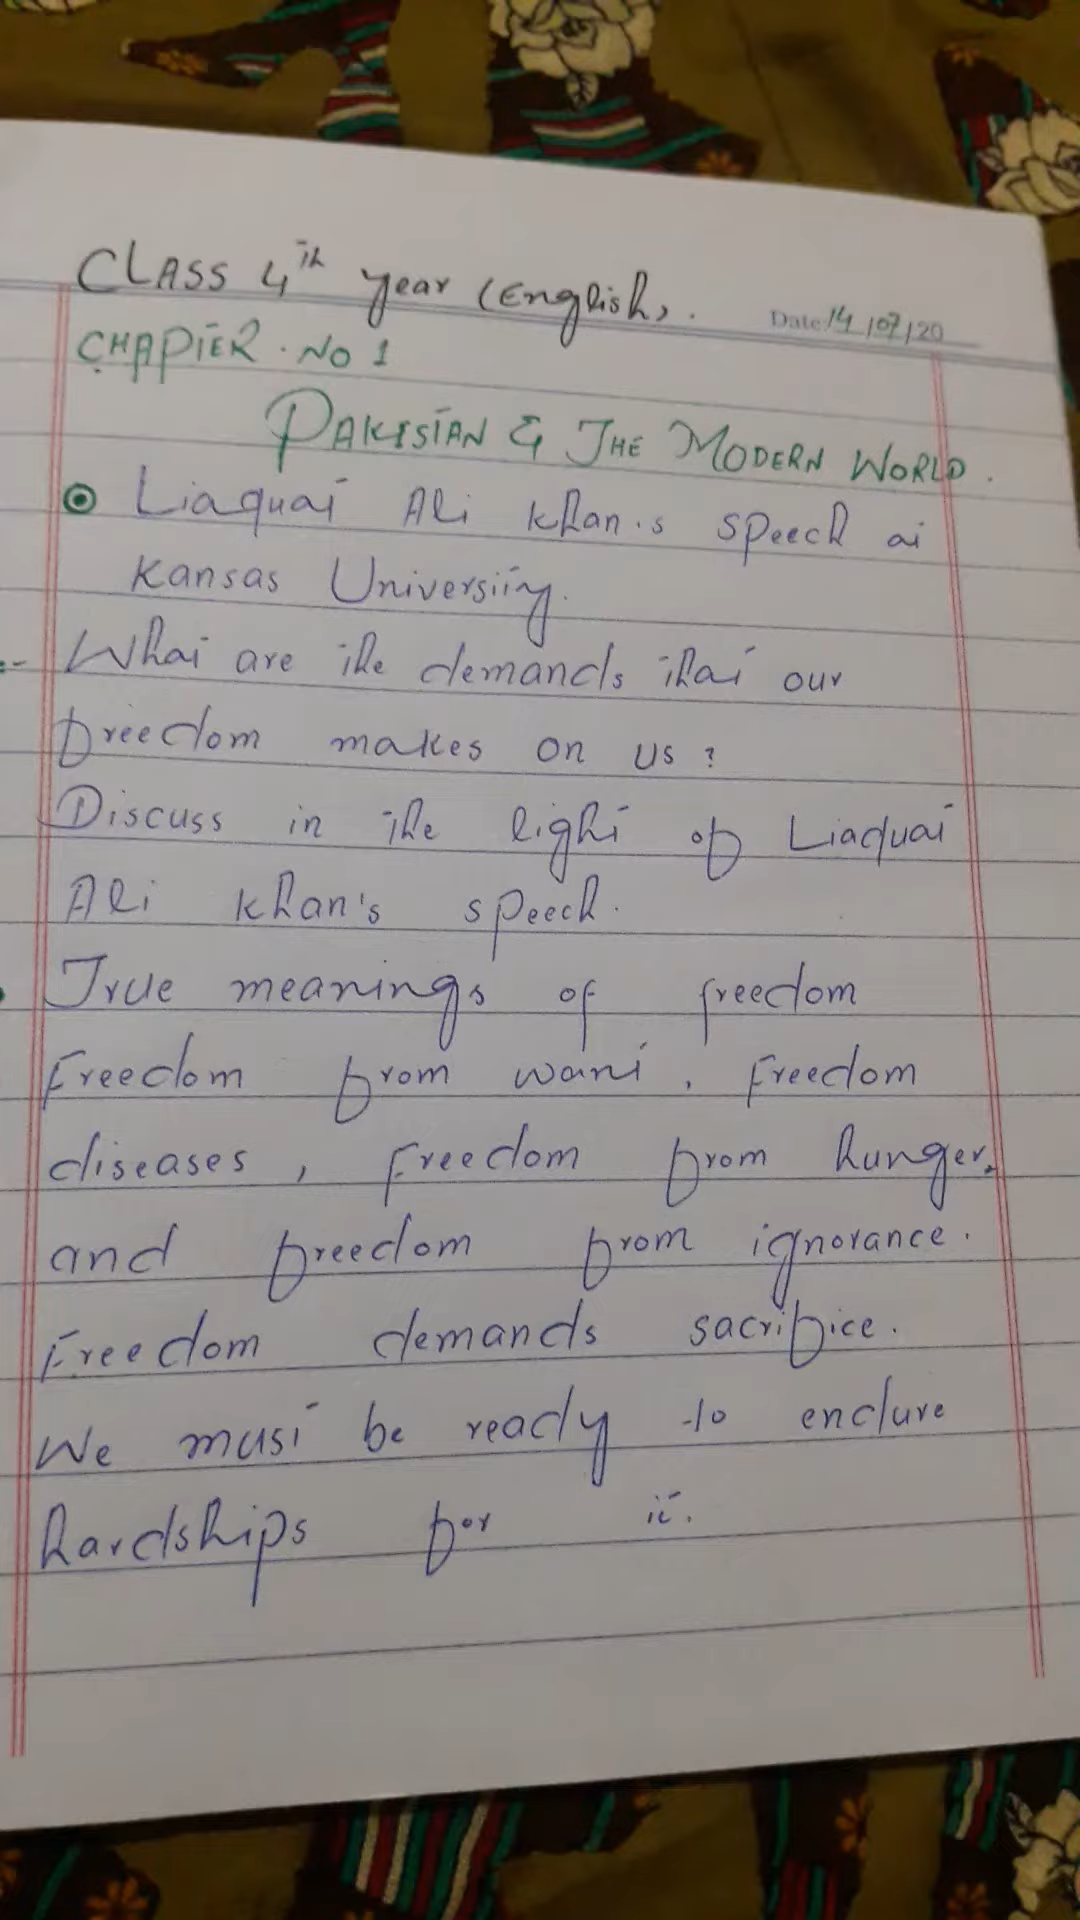 CLASS 4th year (English).
Date: 14/07/20
CHAPTER. No 1
PAKISTAN & THE MODERN WORLD.
Liaquat Ali Khan's speech at
Kansas University.
What are the demands that our
freedom makes on us?
Discuss in the light of Liaquat
Ali Khan's speech.
True meanings of freedom
Freedom from want, Freedom
diseases, Freedom from hunger,
and freedom from ignorance.
Freedom demands sacrifice.
We must be ready to endure
hardships for it.